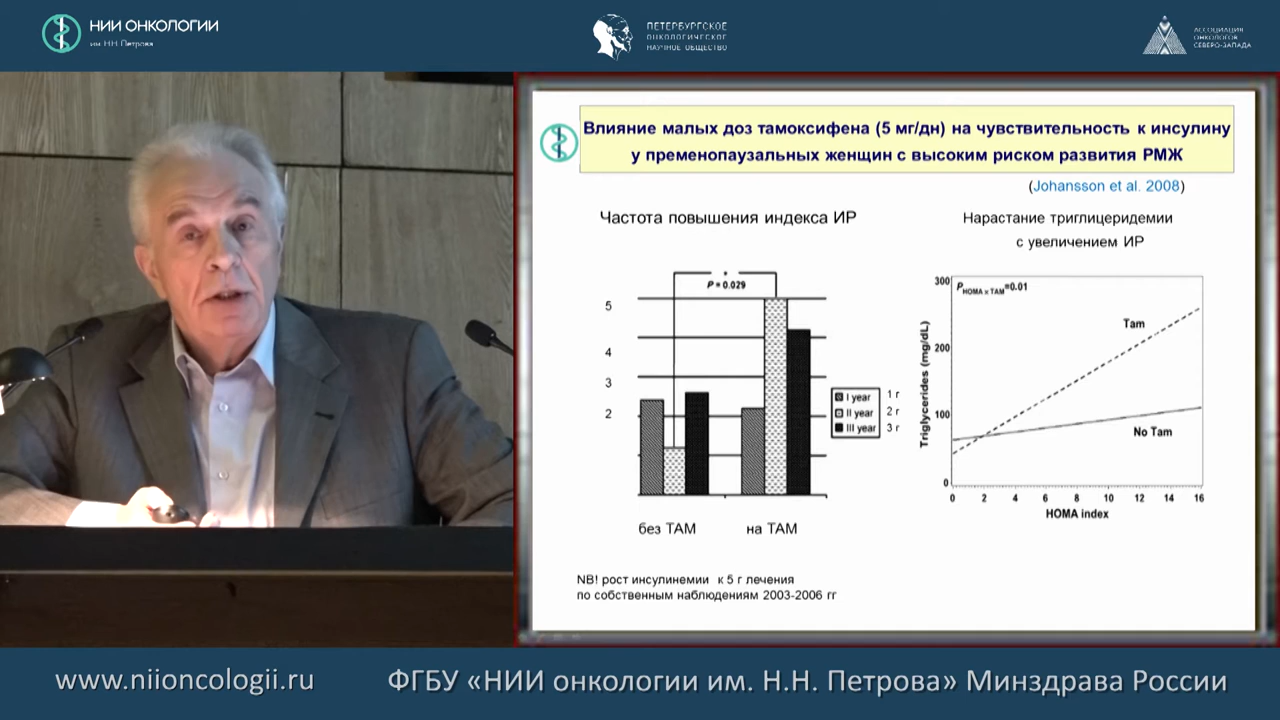 НИИ ОНКОЛОГИИ
им. Н.Н. Петрова
ПЕТЕРБУРГСКОЕ
ОНКОЛОГИЧЕСКОЕ
НАУЧНОЕ ОБЩЕСТВО
АССОЦИАЦИЯ
ОНКОЛОГОВ
СЕВЕРО-ЗАПАДА
Влияние малых доз тамоксифена (5 мг/дн) на чувствительность к инсулину
у пременопаузальных женщин с высоким риском развития РМЖ
(Johansson et al. 2008)
Частота повышения индекса ИР
P = 0.029
5
4
3
2
I year
II year
III year
1 г
2 г
3 г
без ТАМ
на ТАМ
Нарастание триглицеридемии
с увеличением ИР
P HOMA x TAM=0.01
Triglycerides (mg/dL)
300
200
100
0
Tam
No Tam
0 2 4 6 8 10 12 14 16
HOMA index
NB! рост инсулинемии к 5 г лечения
по собственным наблюдениям 2003-2006 гг
www.niioncologii.ru
ФГБУ «НИИ онкологии им. Н.Н. Петрова» Минздрава России